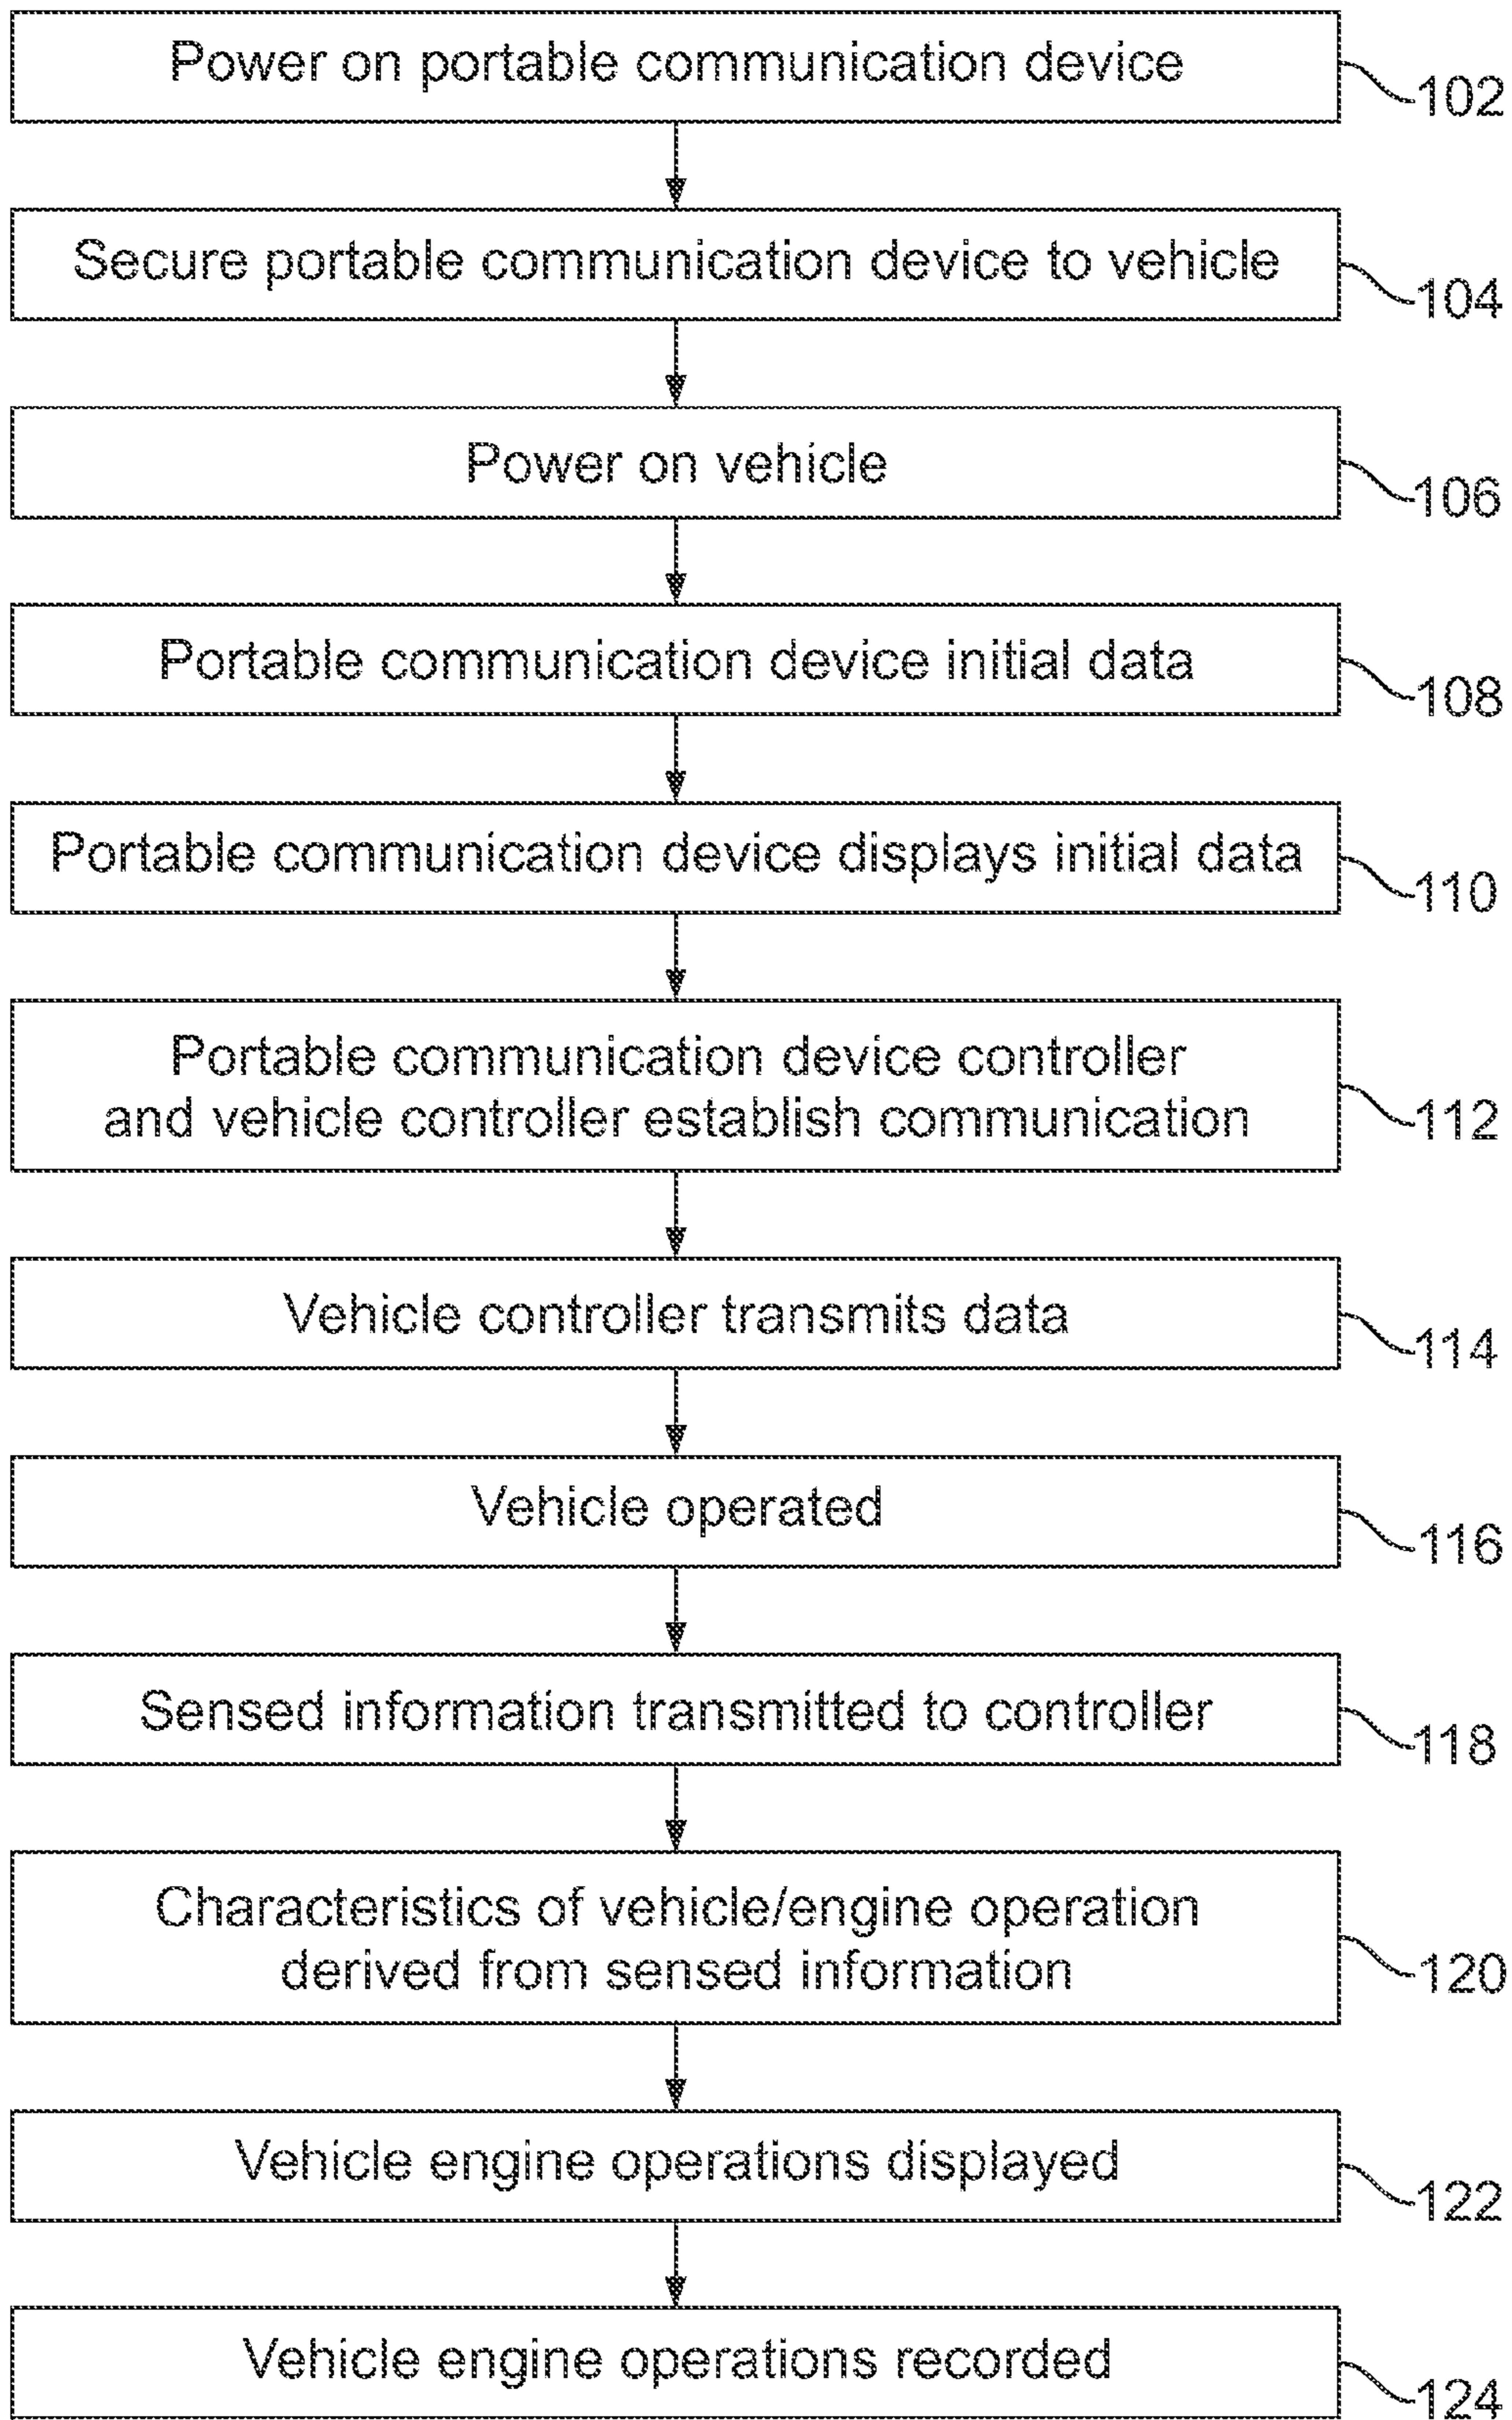 Power on portable communication device
102
Secure portable communication device to vehicle
104
Power on vehicle
106
Portable communication device initial data
108
Portable communication device displays initial data
110
Portable communication device controller
and vehicle controller establish communication
112
Vehicle controller transmits data
114
Vehicle operated
116
Sensed information transmitted to controller
118
Characteristics of vehicle/engine operation
derived from sensed information
120
Vehicle engine operations displayed
122
Vehicle engine operations recorded
124